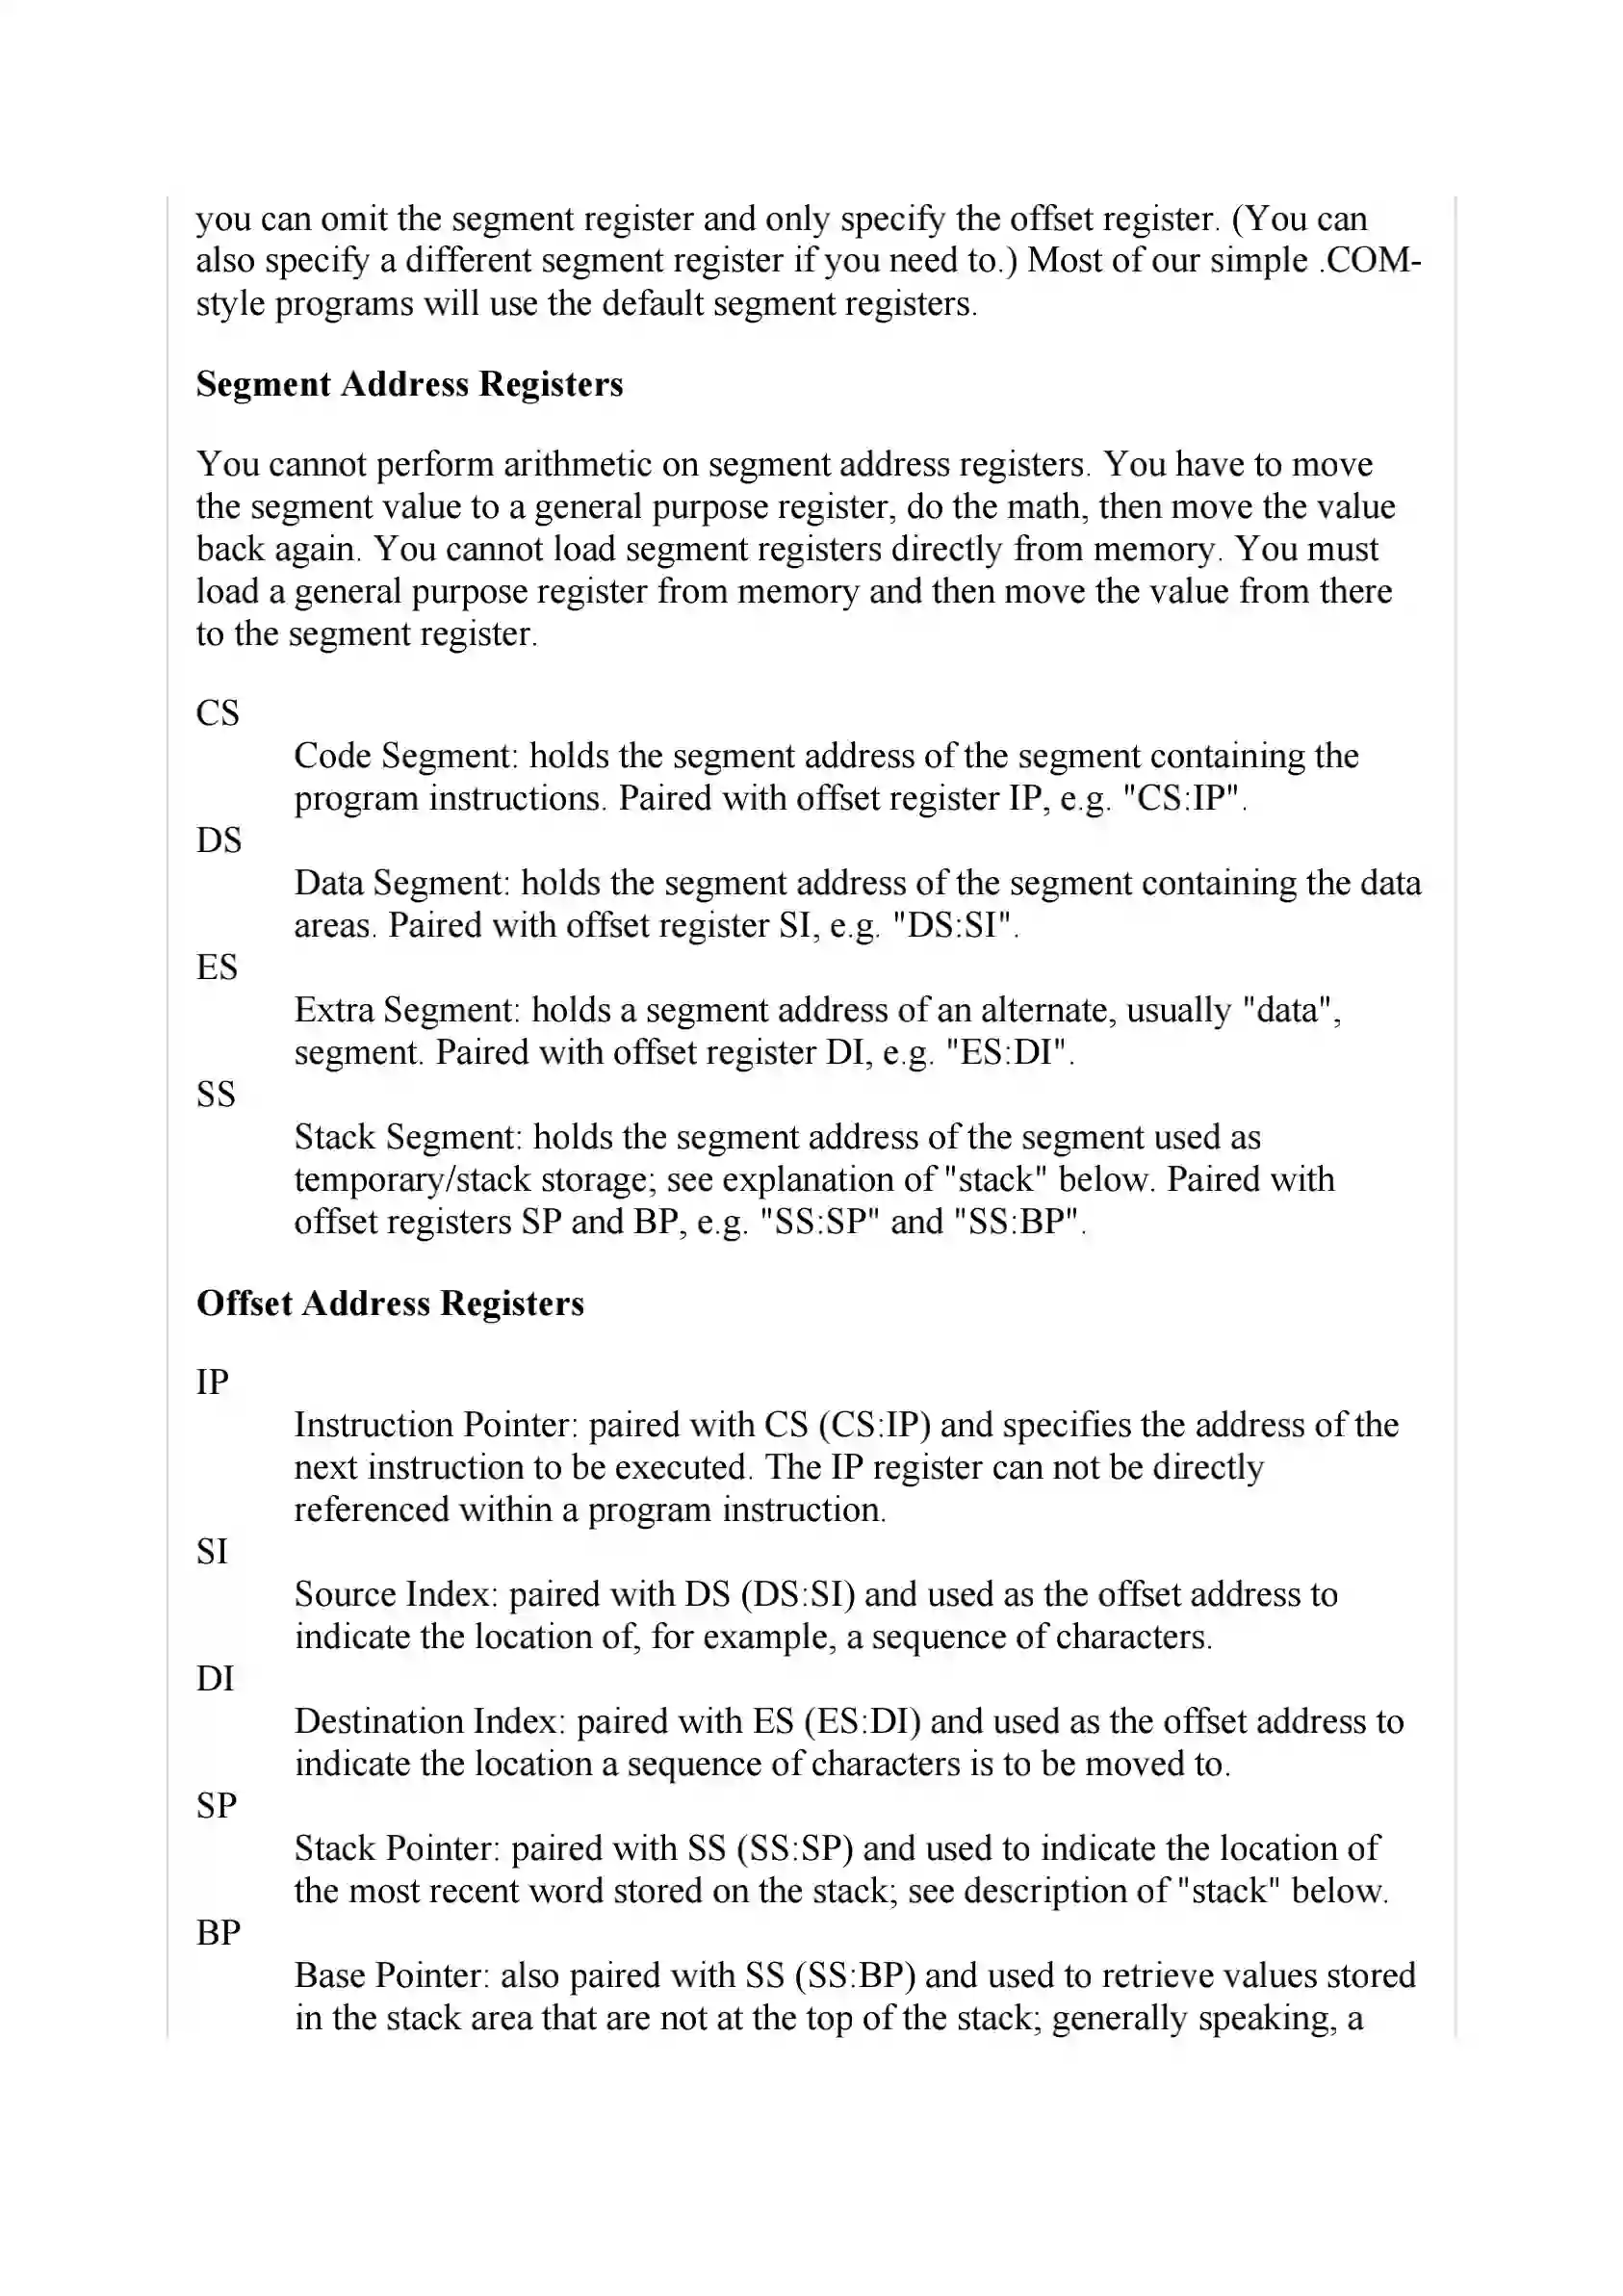 you can omit the segment register and only specify the offset register. (You can
also specify a different segment register if you need to.) Most of our simple .COM-
style programs will use the default segment registers.
Segment Address Registers
You cannot perform arithmetic on segment address registers. You have to move
the segment value to a general purpose register, do the math, then move the value
back again. You cannot load segment registers directly from memory. You must
load a general purpose register from memory and then move the value from there
to the segment register.
CS
Code Segment: holds the segment address of the segment containing the
program instructions. Paired with offset register IP, e.g. "CS:IP".
DS
Data Segment: holds the segment address of the segment containing the data
areas. Paired with offset register SI, e.g. "DS:SI".
ES
Extra Segment: holds a segment address of an alternate, usually "data",
segment. Paired with offset register DI, e.g. "ES:DI".
SS
Stack Segment: holds the segment address of the segment used as
temporary/stack storage; see explanation of "stack" below. Paired with
offset registers SP and BP, e.g. "SS:SP" and "SS:BP".
Offset Address Registers
IP
Instruction Pointer: paired with CS (CS:IP) and specifies the address of the
next instruction to be executed. The IP register can not be directly
referenced within a program instruction.
SI
Source Index: paired with DS (DS:SI) and used as the offset address to
indicate the location of, for example, a sequence of characters.
DI
Destination Index: paired with ES (ES:DI) and used as the offset address to
indicate the location a sequence of characters is to be moved to.
SP
Stack Pointer: paired with SS (SS:SP) and used to indicate the location of
the most recent word stored on the stack; see description of "stack" below.
BP
Base Pointer: also paired with SS (SS:BP) and used to retrieve values stored
in the stack area that are not at the top of the stack; generally speaking, a